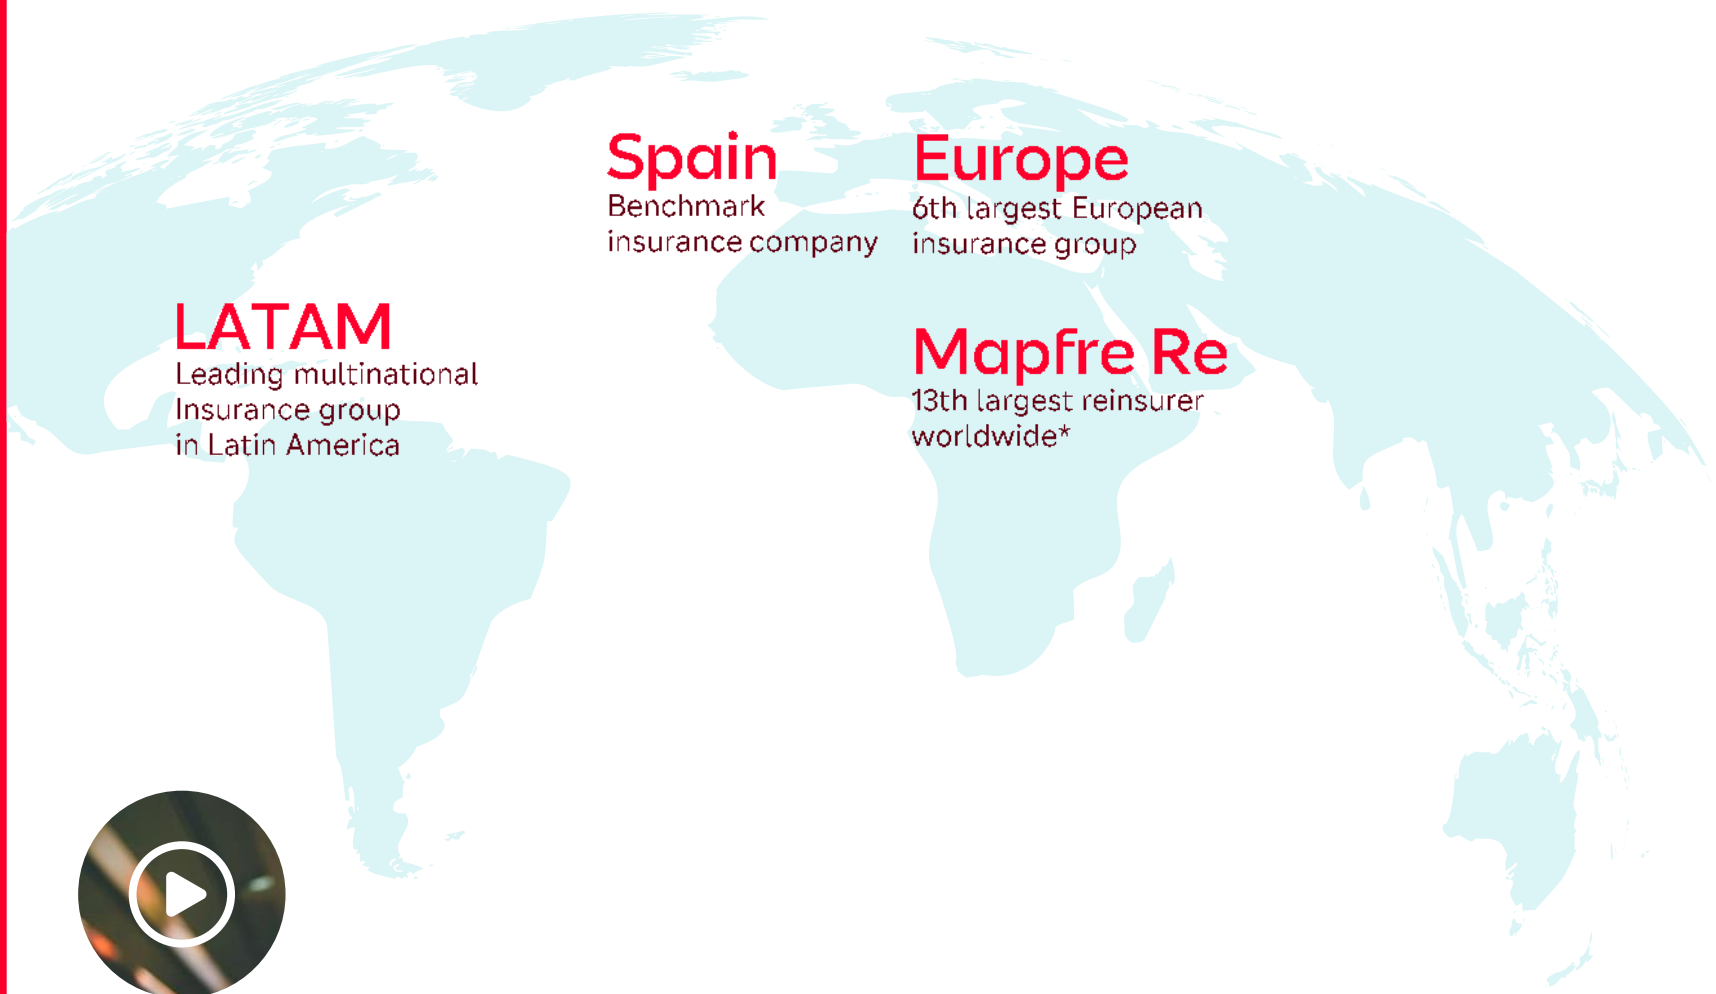 Spain
Benchmark
insurance company
Europe
6th largest European
insurance group
LATAM
Leading multinational
Insurance group
in Latin America
Mapfre Re
13th largest reinsurer
worldwide*